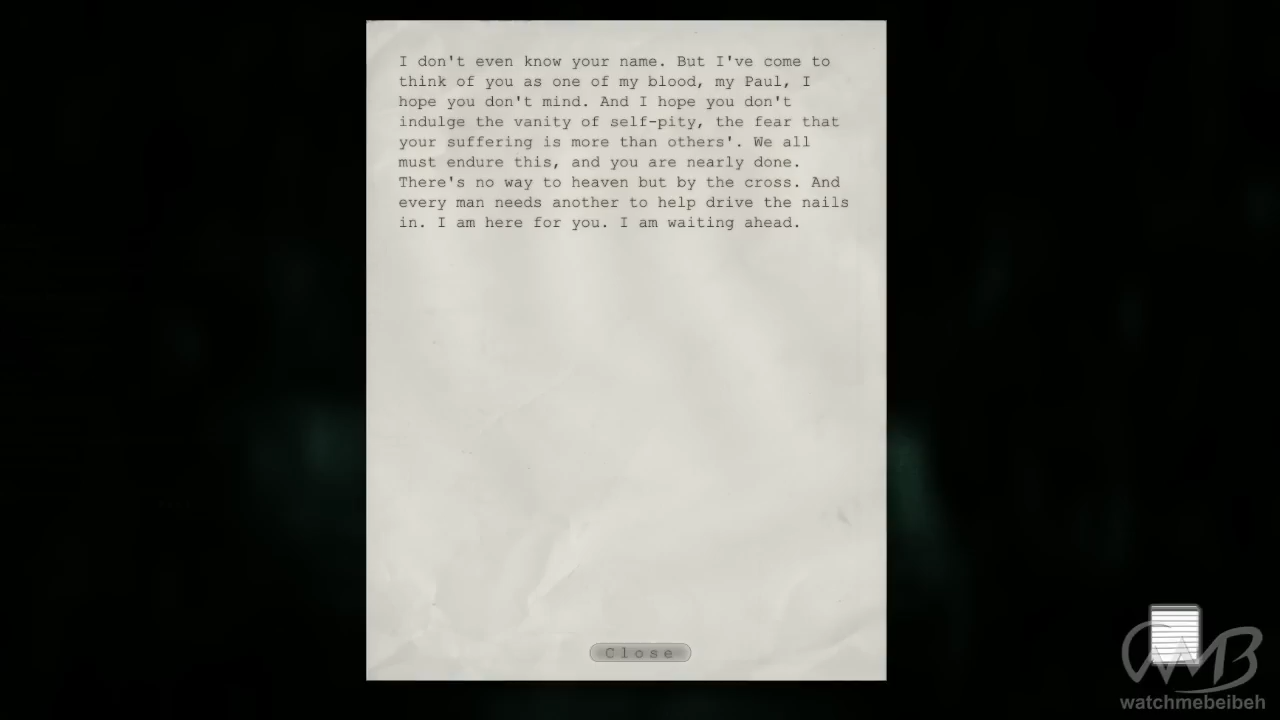 I don't even know your name. But I've come to
think of you as one of my blood, my Paul, I
hope you don't mind. And I hope you don't
indulge the vanity of self-pity, the fear that
your suffering is more than others'. We all
must endure this, and you are nearly done.
There's no way to heaven but by the cross. And
every man needs another to help drive the nails
in. I am here for you. I am waiting ahead.
Close
WMB
watchmebeibeh